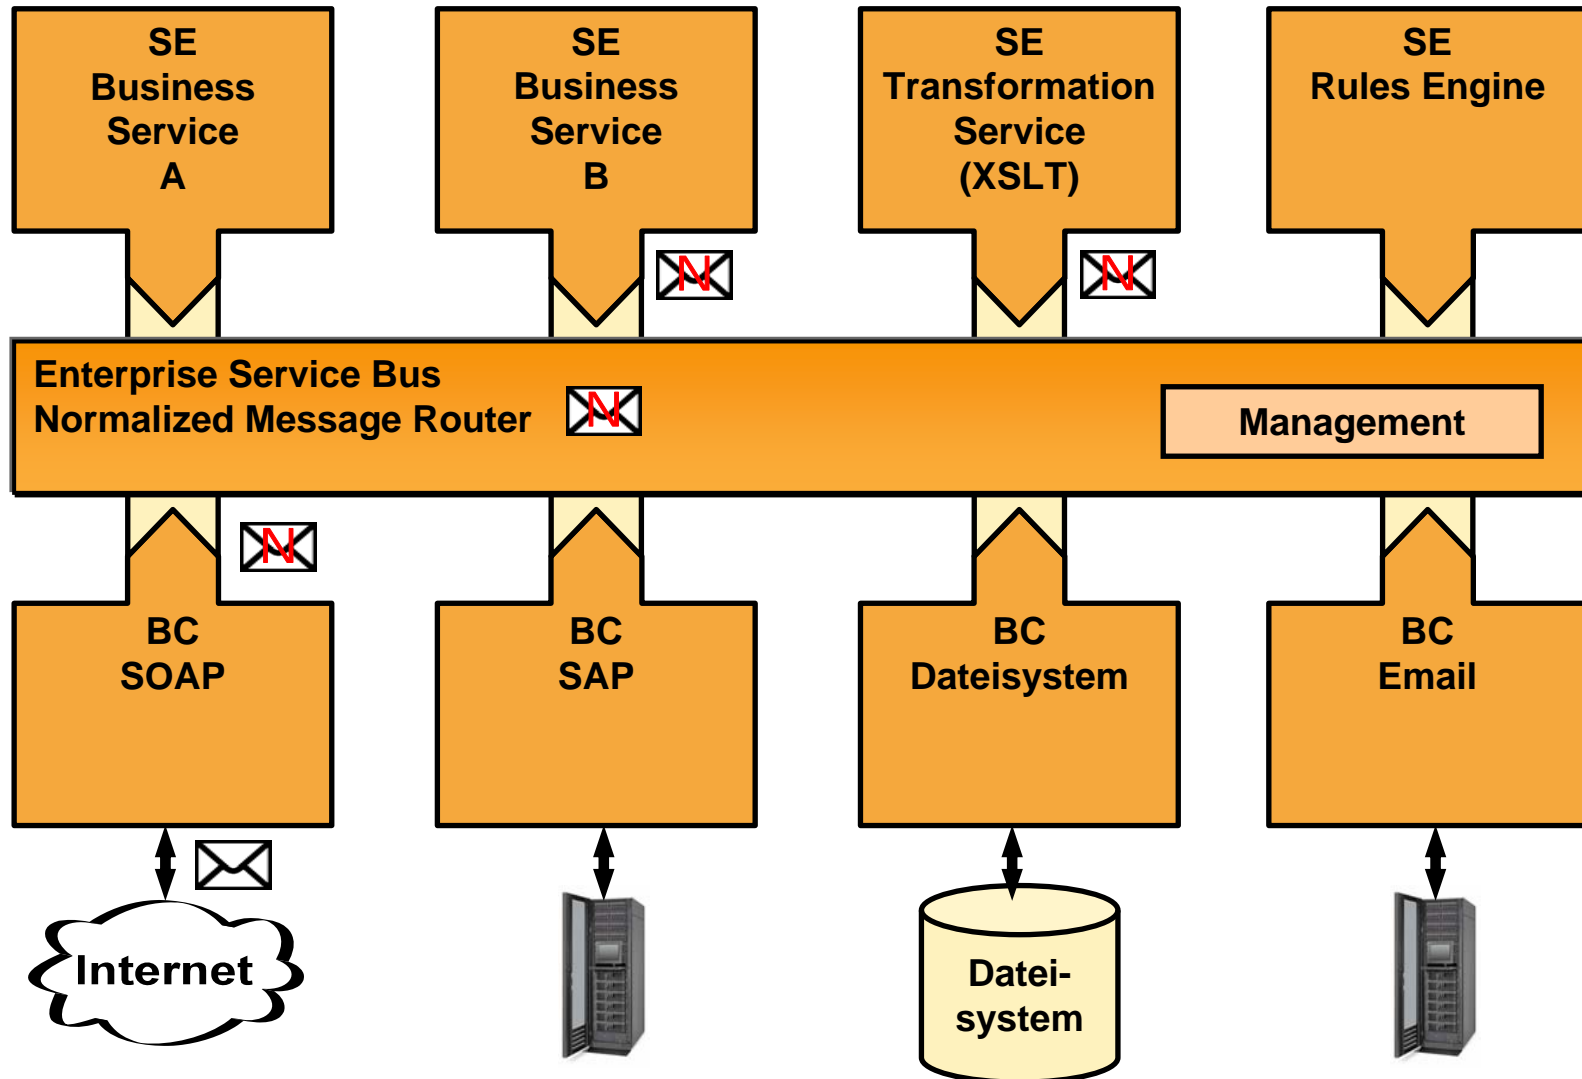 SE
Business
Service
A
SE
Business
Service
B
SE
Transformation
Service
(XSLT)
SE
Rules Engine
N
N
Enterprise Service Bus
Normalized Message Router
N
Management
N
BC
SOAP
BC
SAP
BC
Dateisystem
BC
Email
Internet
Datei-
system